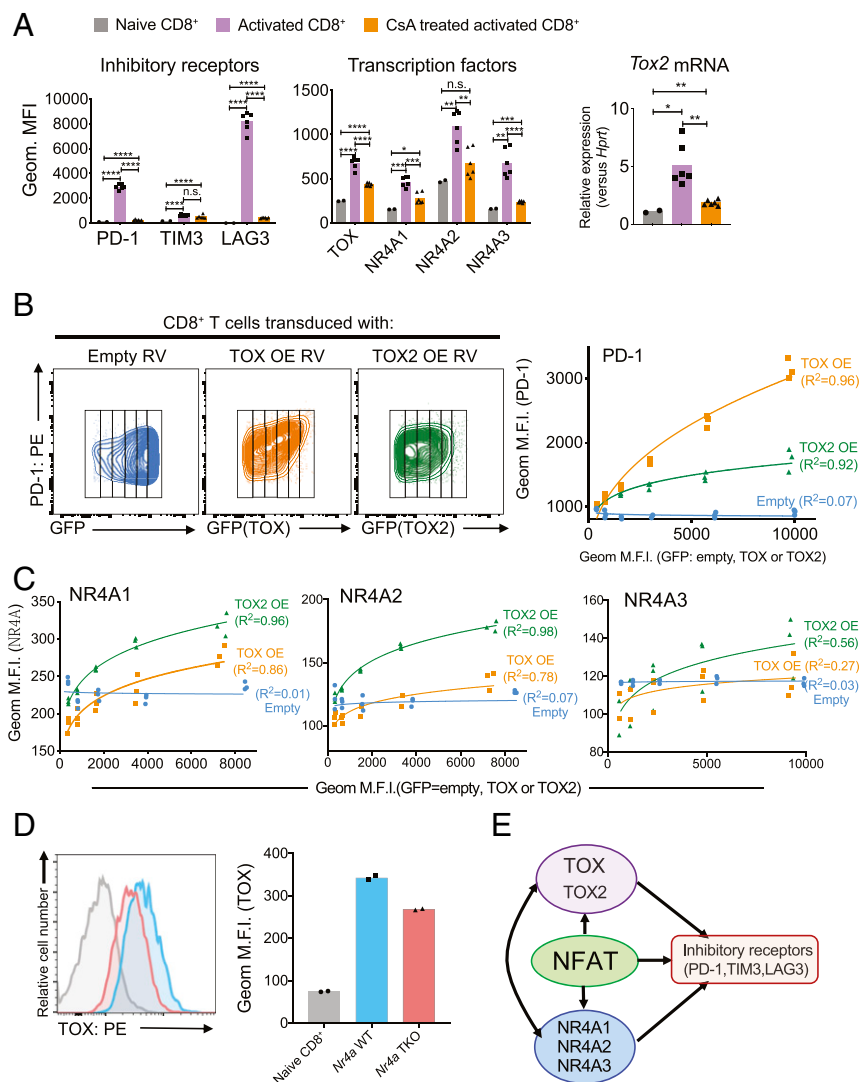 A
Naive CD8+ Activated CD8+ CsA treated activated CD8+
Inhibitory receptors
Geom. MFI
10000
8000
6000
4000
2000
0
****
****
****
****
****
n.s.
****
****
****
PD-1 TIM3 LAG3
Transcription factors
1500
1000
500
0
****
****
****
*
***
***
n.s.
**
**
***
**
****
TOX NR4A1 NR4A2 NR4A3
Tox2 mRNA
Relative expression
(versus Hprt)
10
5
0
**
*
**
B
CD8+ T cells transduced with:
Empty RV TOX OE RV TOX2 OE RV
PD-1: PE
GFP GFP(TOX) GFP(TOX2)
PD-1
Geom M.F.I. (PD-1)
3000
2000
1000
TOX OE
(R2=0.96)
TOX2 OE
(R2=0.92)
Empty (R2=0.07)
0 5000 10000
Geom M.F.I. (GFP: empty, TOX or TOX2)
C
NR4A1
Geom M.F.I. (NR4A)
350
300
250
200
150
TOX2 OE
(R2=0.96)
TOX OE
(R2=0.86)
(R2=0.01)
Empty
0 2000 4000 6000 8000
NR4A2
200
150
100
TOX2 OE
(R2=0.98)
TOX OE
(R2=0.78)
(R2=0.07)
Empty
0 2000 4000 6000 8000
NR4A3
160
140
120
100
80
TOX2 OE
(R2=0.56)
TOX OE (R2=0.27)
(R2=0.03)
Empty
0 5000 10000
Geom M.F.I.(GFP=empty, TOX or TOX2)
D
Relative cell number
TOX: PE
Geom M.F.I. (TOX)
400
300
200
100
0
Naive CD8+ Nr4a WT Nr4a TKO
E
TOX
TOX2
NFAT
Inhibitory receptors
(PD-1,TIM3,LAG3)
NR4A1
NR4A2
NR4A3